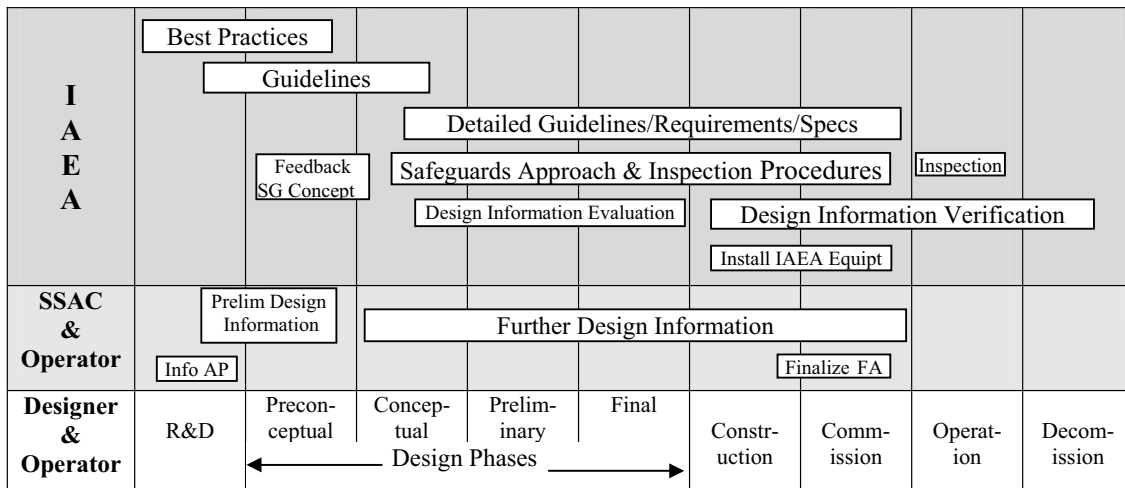 Best Practices
Guidelines
I
A
E
A
Detailed Guidelines/Requirements/Specs
Feedback
SG Concept
Safeguards Approach & Inspection Procedures
Inspection
Design Information Evaluation
Design Information Verification
Install IAEA Equipt
SSAC
&
Operator
Prelim Design
Information
Further Design Information
Info AP
Finalize FA
Designer
&
Operator
R&D
Precon-
ceptual
Concep-
tual
Prelim-
inary
Final
Design Phases
Constr-
uction
Comm-
ission
Operat-
ion
Decom-
ission